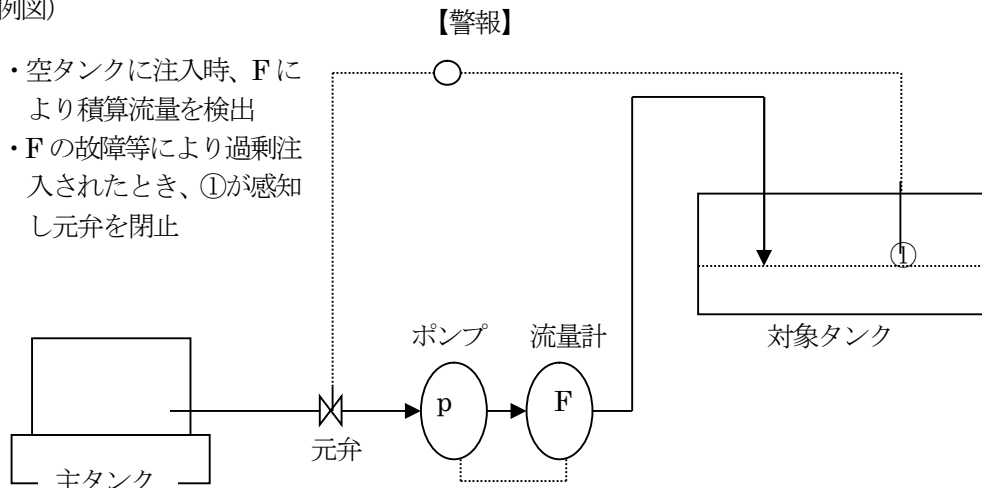 例図）
【警報】
・空タンクに注入時、Fに
より積算流量を検出
・Fの故障等により過剰注
入されたとき、①が感知
し元弁を閉止
①
ポンプ
流量計
対象タンク
p
F
元弁
主タンク